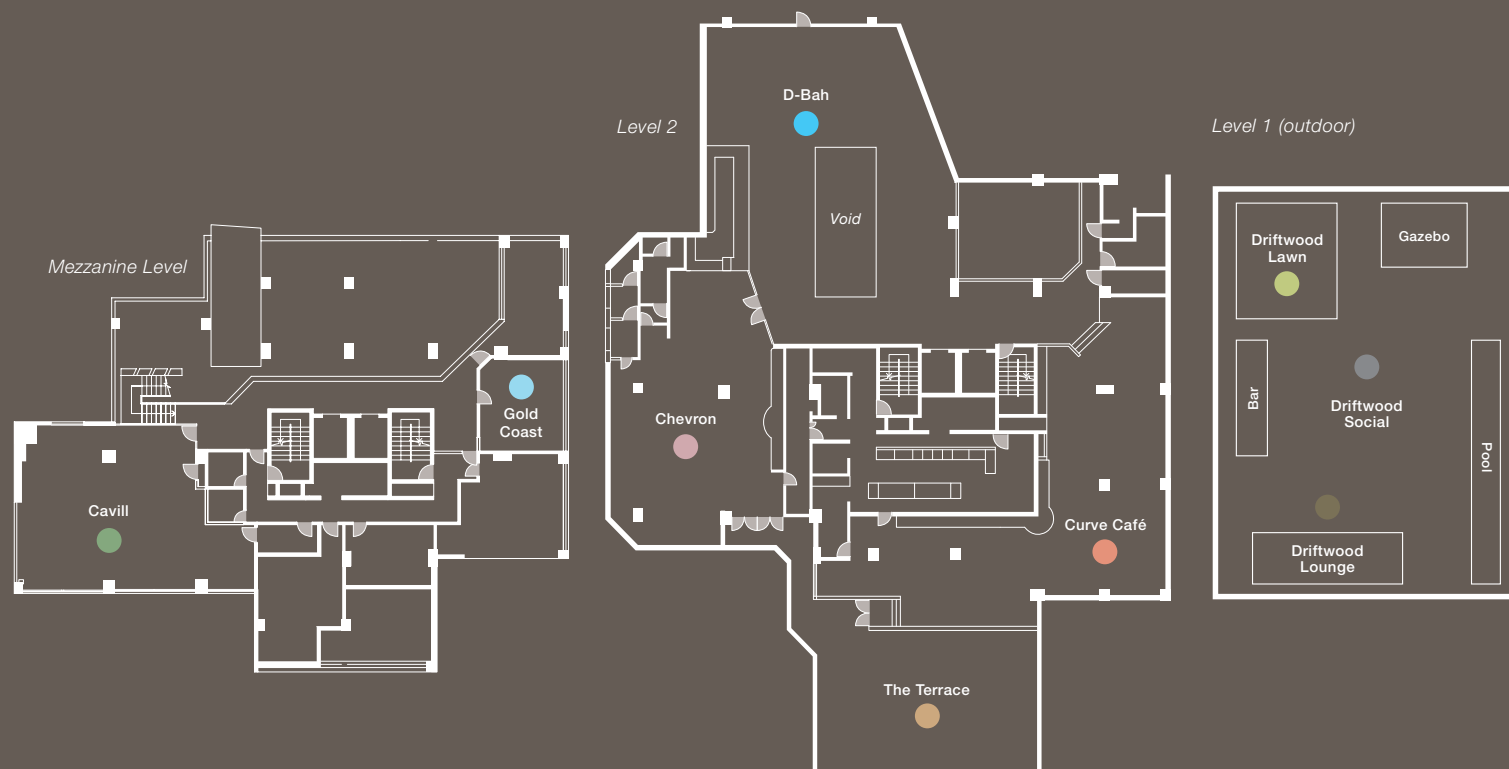 Mezzanine Level
Gold
Coast
Cavill
Level 2
D-Bah
Void
Chevron
Curve Café
The Terrace
Level 1 (outdoor)
Driftwood
Lawn
Gazebo
Bar
Driftwood
Social
Pool
Driftwood
Lounge